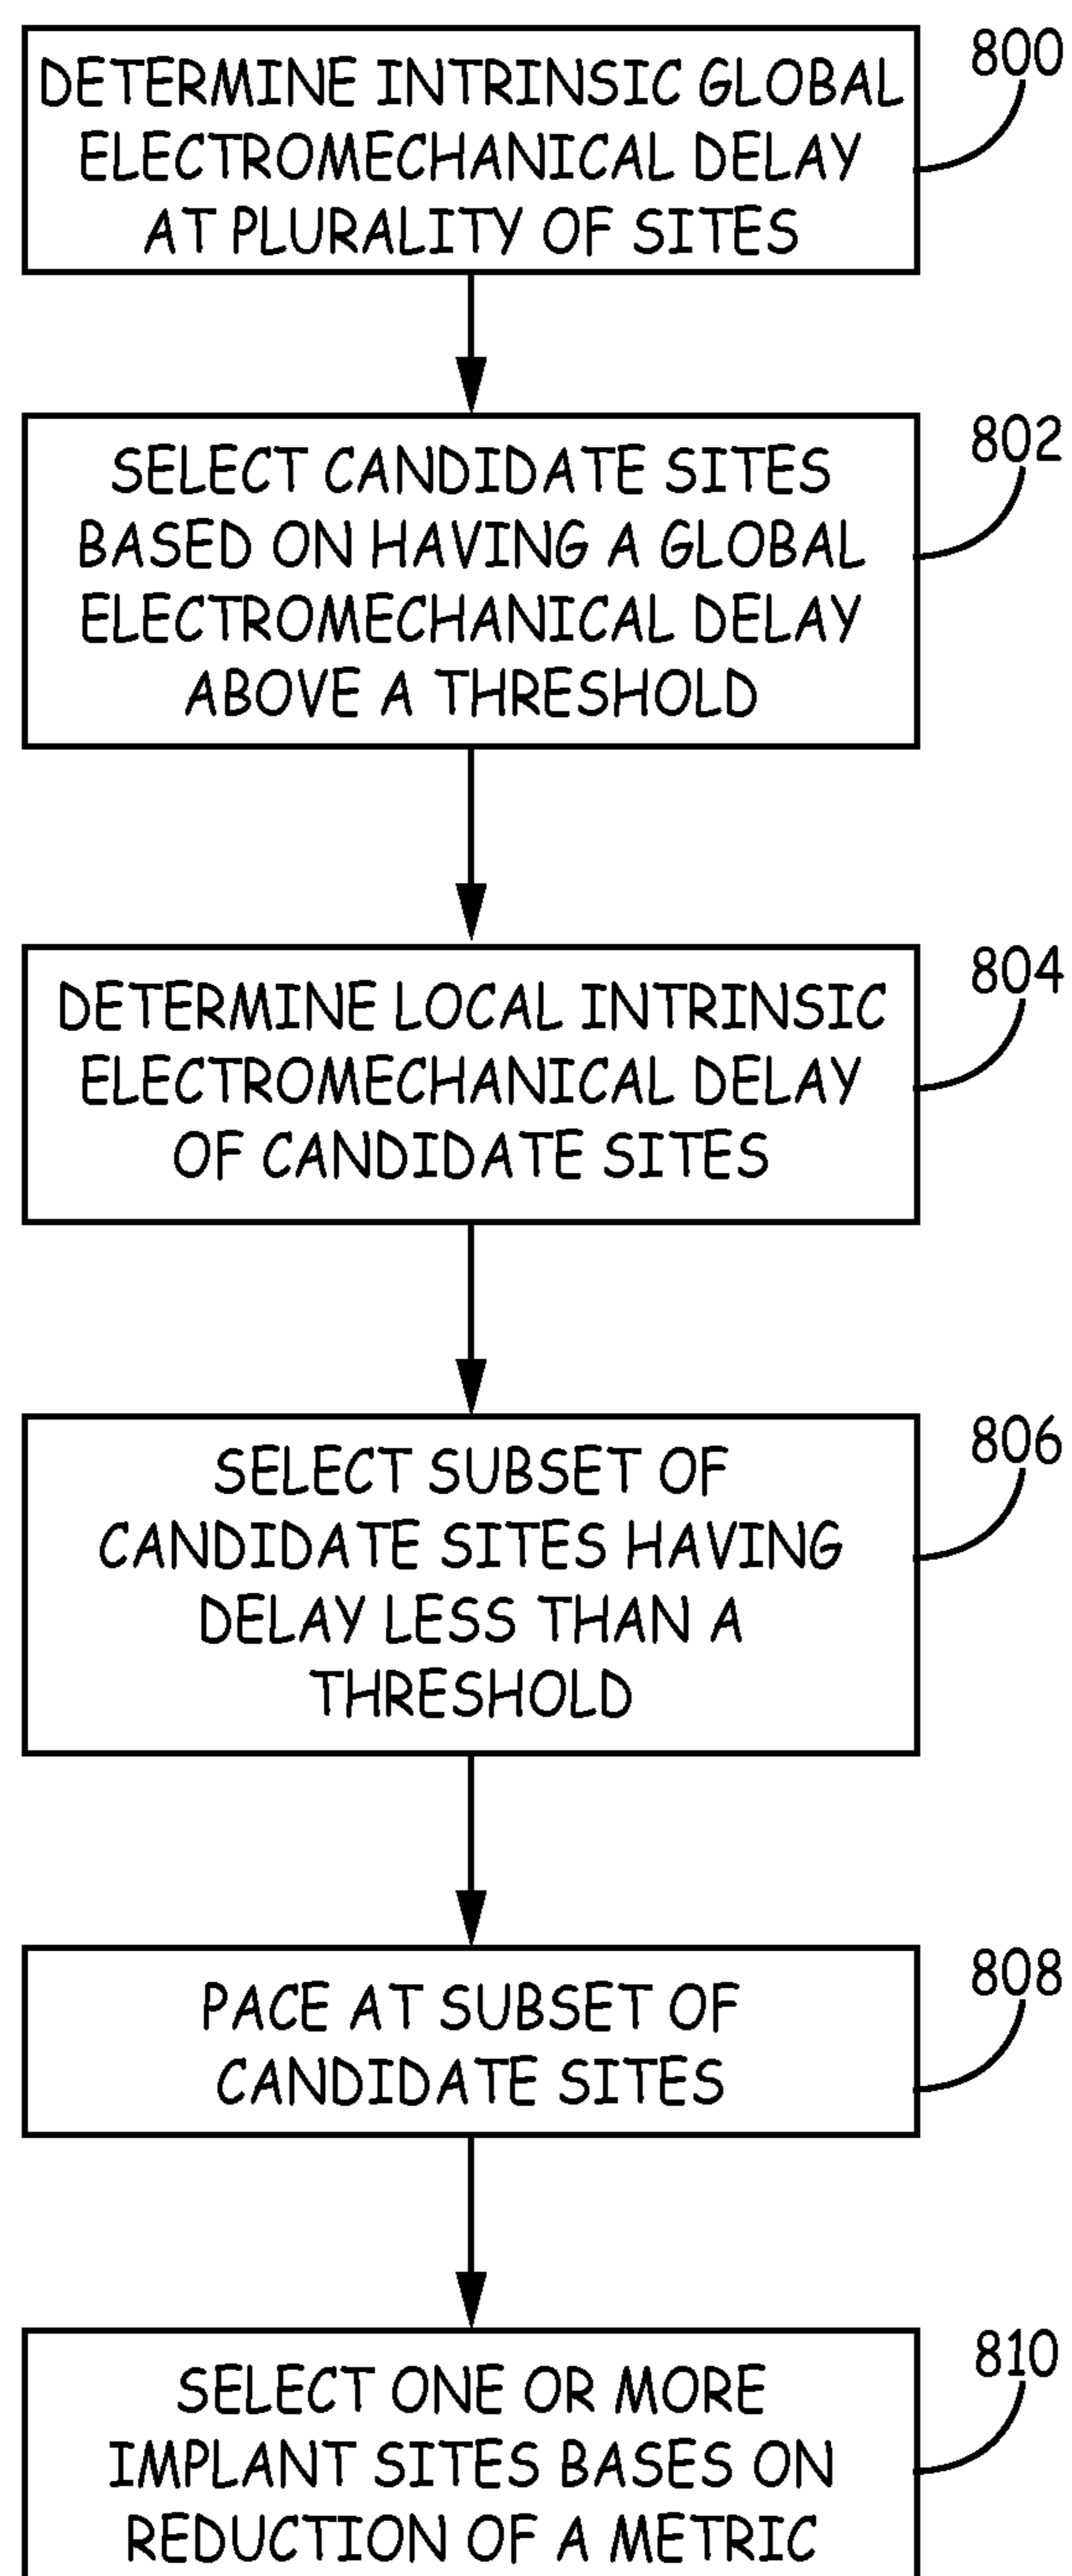 DETERMINE INTRINSIC GLOBAL
ELECTROMECHANICAL DELAY
AT PLURALITY OF SITES
800
SELECT CANDIDATE SITES
BASED ON HAVING A GLOBAL
ELECTROMECHANICAL DELAY
ABOVE A THRESHOLD
802
DETERMINE LOCAL INTRINSIC
ELECTROMECHANICAL DELAY
OF CANDIDATE SITES
804
SELECT SUBSET OF
CANDIDATE SITES HAVING
DELAY LESS THAN A
THRESHOLD
806
PACE AT SUBSET OF
CANDIDATE SITES
808
SELECT ONE OR MORE
IMPLANT SITES BASES ON
REDUCTION OF A METRIC
810